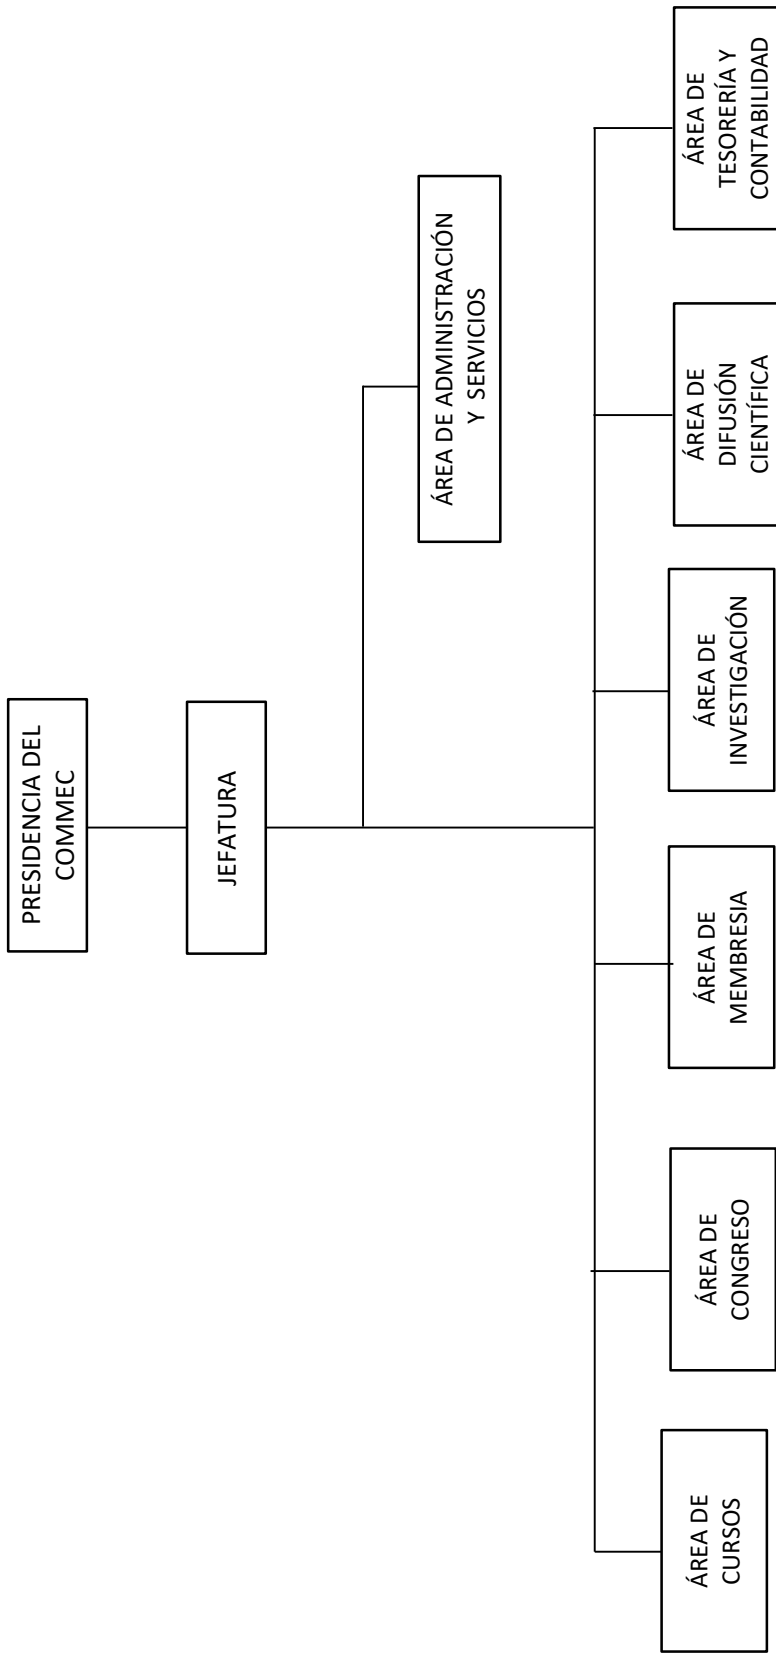 PRESIDENCIA DEL
COMMEC
JEFATURA
ÁREA DE ADMINISTRACIÓN
Y SERVICIOS
ÁREA DE
CURSOS
ÁREA DE
CONGRESO
ÁREA DE
MEMBRESIA
ÁREA DE
INVESTIGACIÓN
ÁREA DE
DIFUSIÓN
CIENTÍFICA
ÁREA DE
TESORERÍA Y
CONTABILIDAD